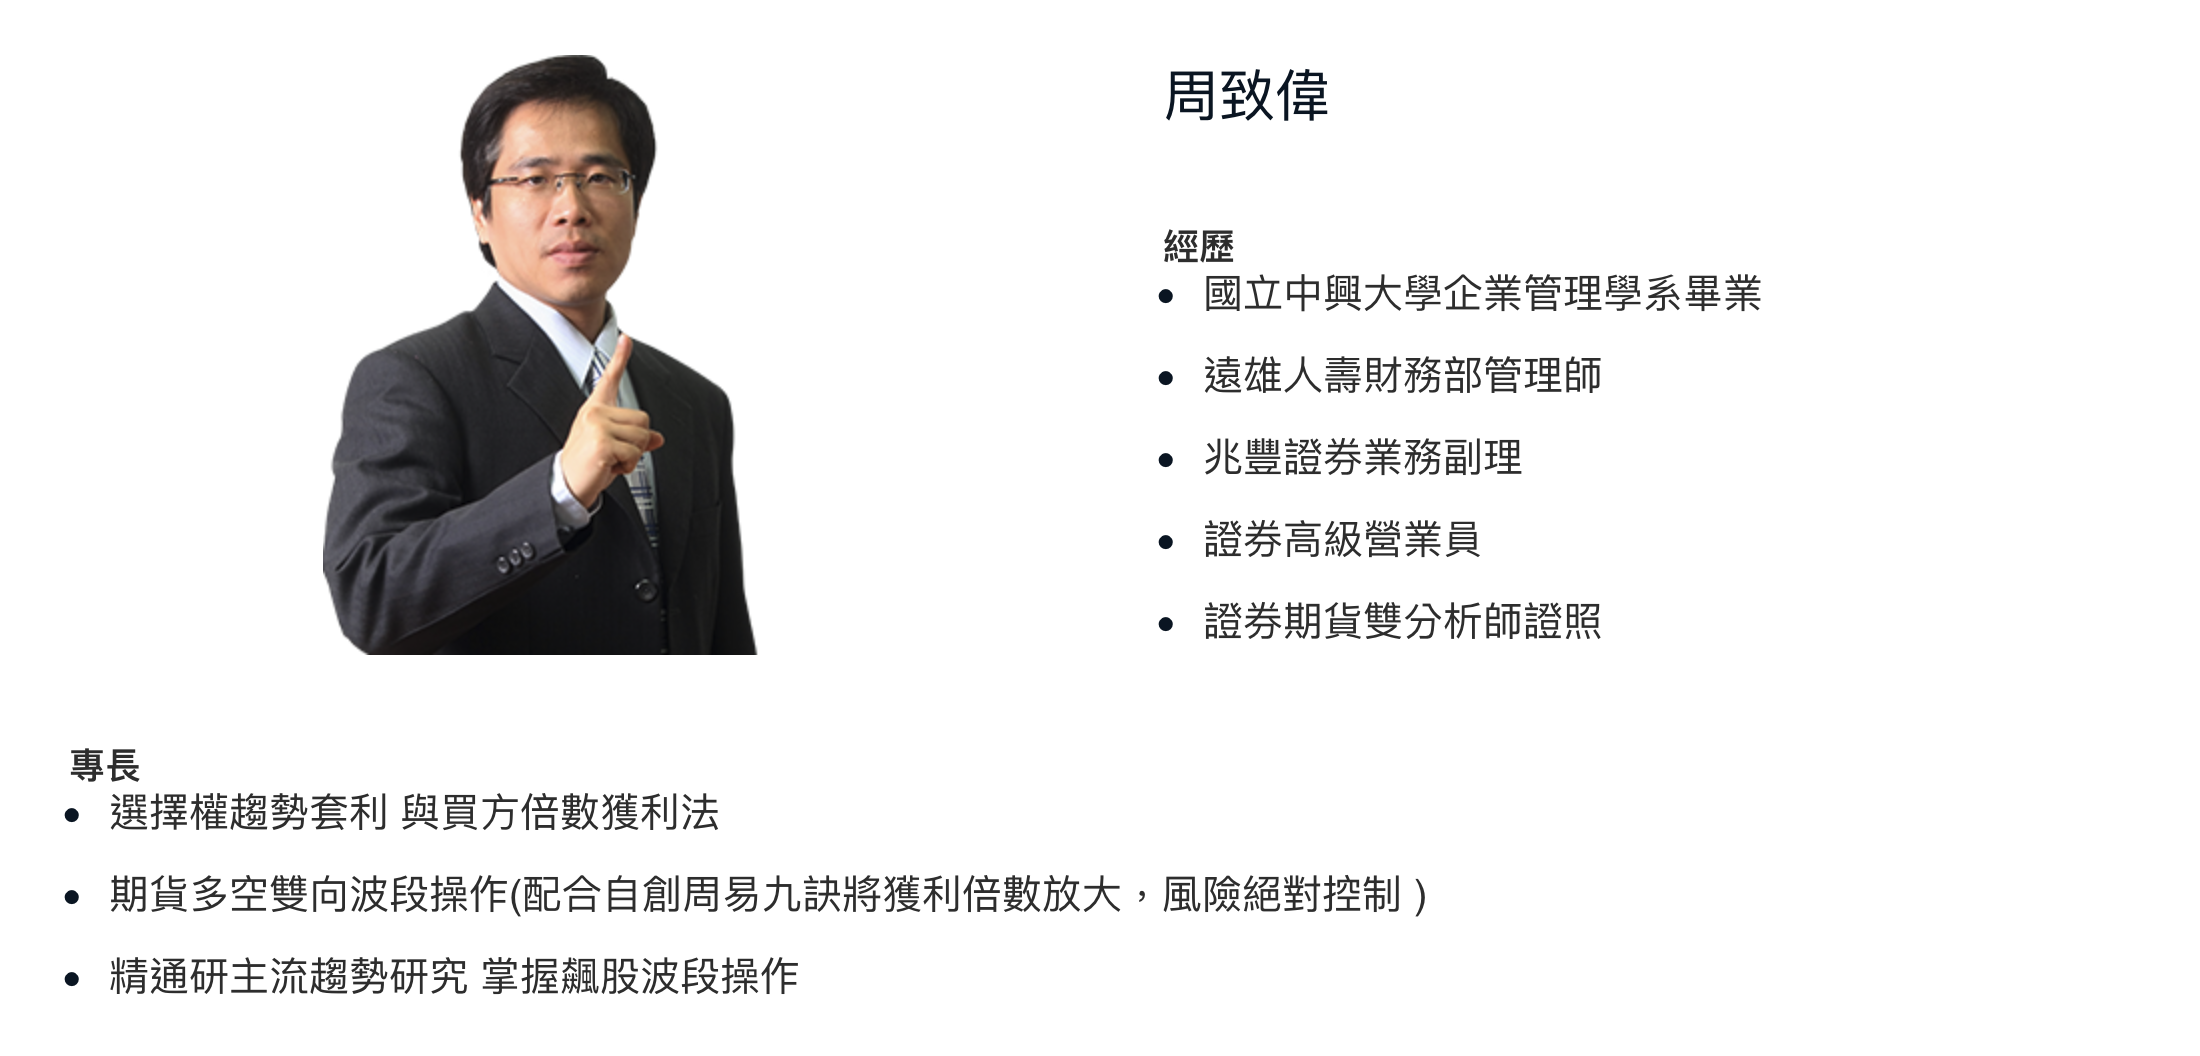 周致偉
經歷
國立中興大學企業管理學系畢業
遠雄人壽財務部管理師
兆豐證券業務副理
證券高級營業員
證券期貨雙分析師證照
專長
選擇權趨勢套利 與買方倍數獲利法
期貨多空雙向波段操作(配合自創周易九訣將獲利倍數放大，風險絕對控制 )
精通研主流趨勢研究 掌握飆股波段操作